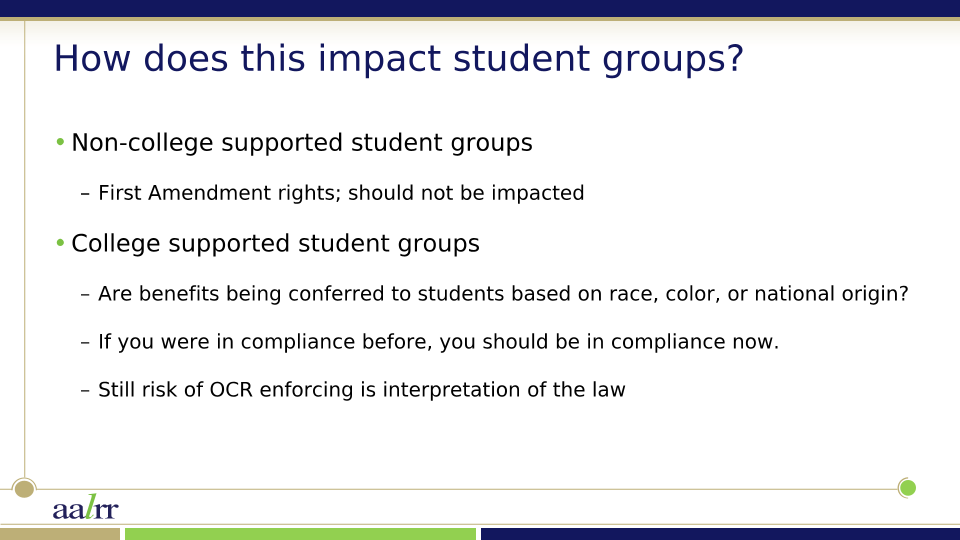 How does this impact student groups?
• Non-college supported student groups
– First Amendment rights; should not be impacted
• College supported student groups
– Are benefits being conferred to students based on race, color, or national origin?
– If you were in compliance before, you should be in compliance now.
– Still risk of OCR enforcing is interpretation of the law
aalrr